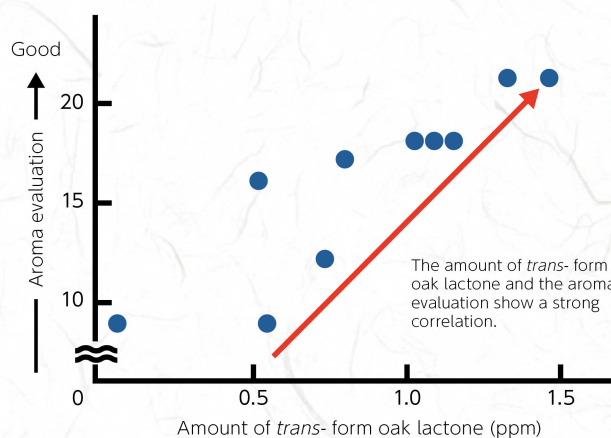 Good
Aroma evaluation
20
15
10
0
0.5
1.0
1.5
The amount of trans- form
oak lactone and the aroma
evaluation show a strong
correlation.
Amount of trans- form oak lactone (ppm)